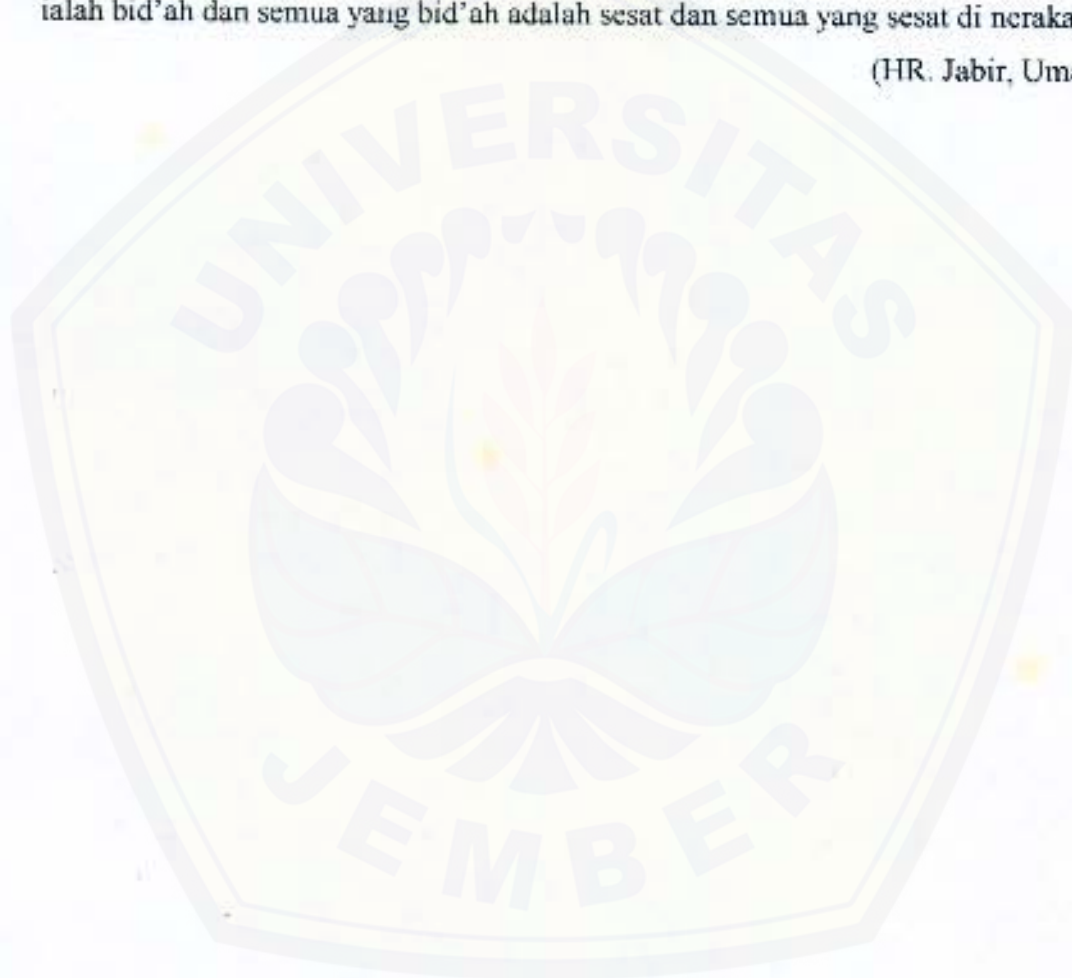 ialah bid'ah dan semua yang bid'ah adalah sesat dan semua yang sesat di neraka
(HR. Jabir,
UNIVERSITAS
JEMBER